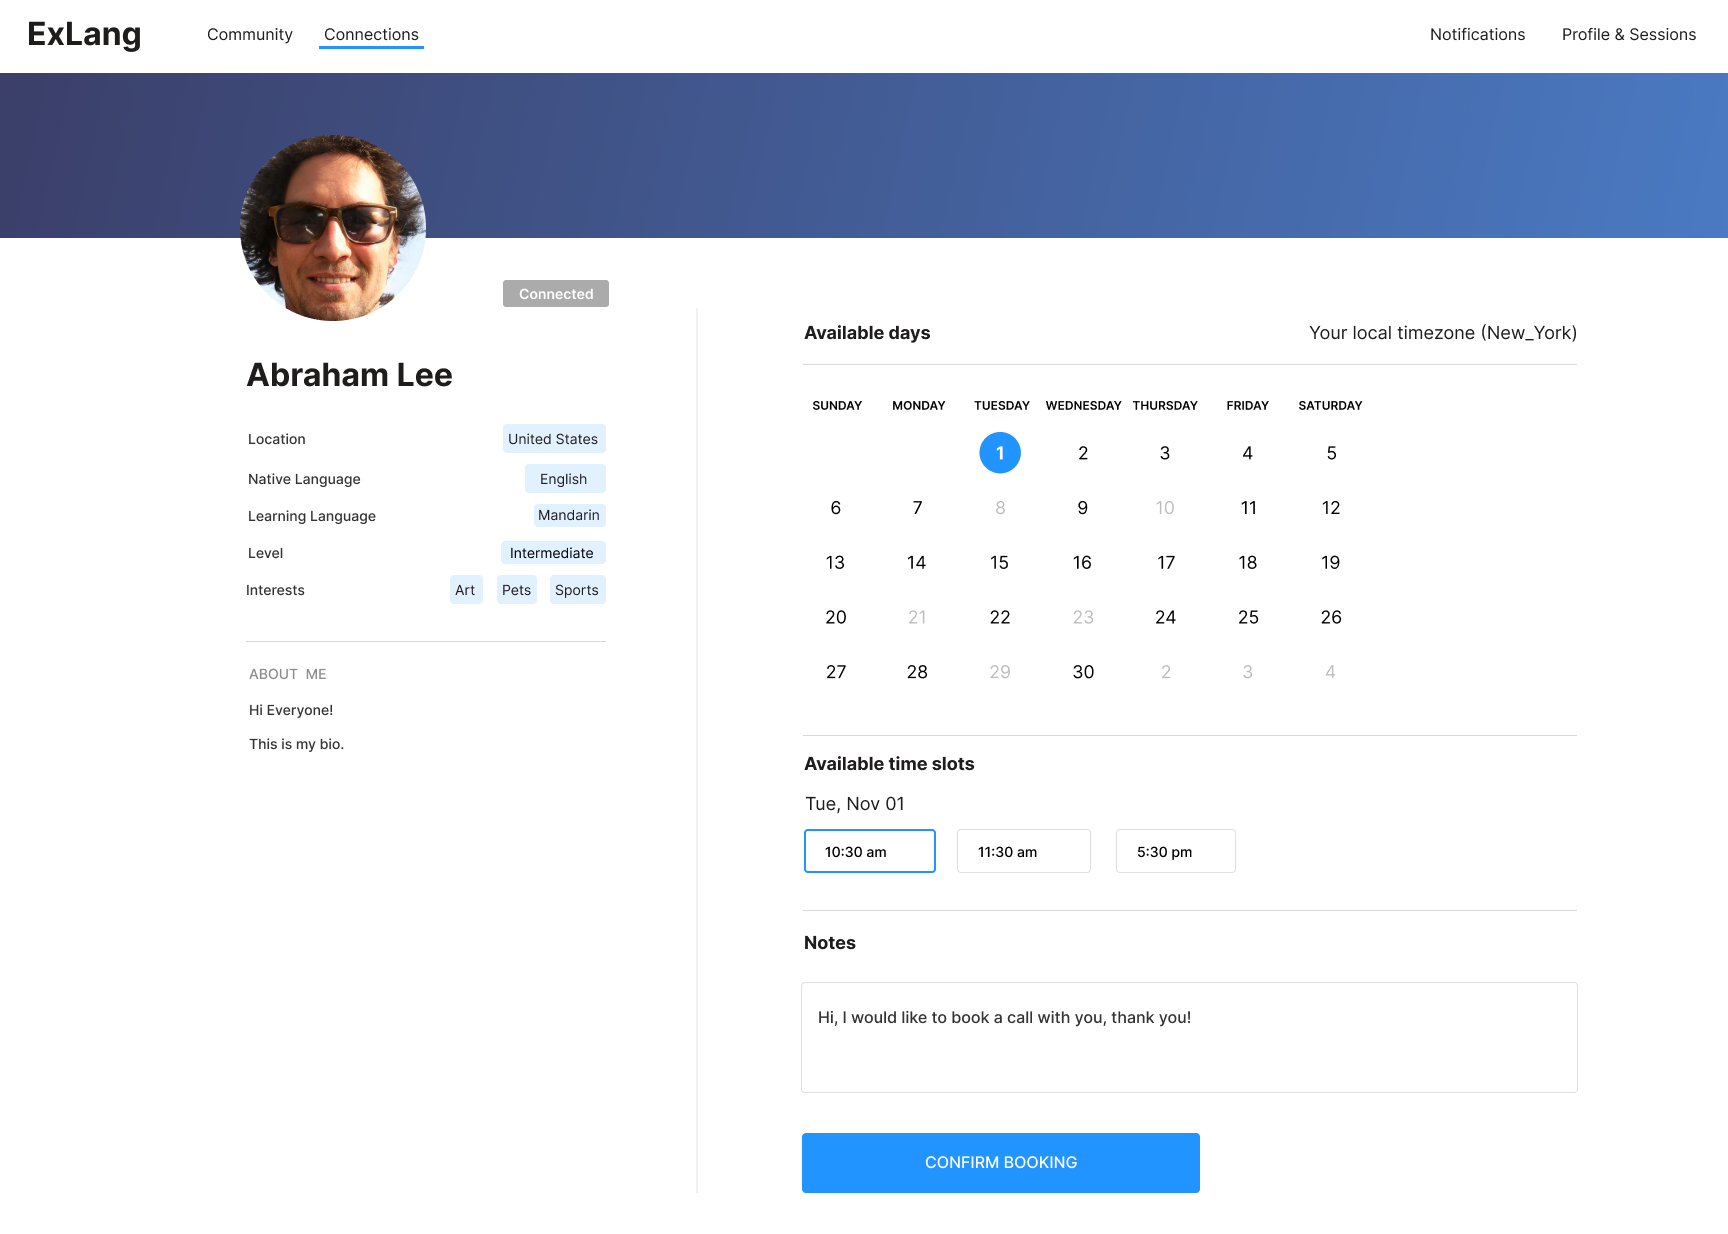 ExLang
Community Connections Notifications Profile & Sessions
Connected
Abraham Lee
Location United States
Native Language English
Learning Language Mandarin
Level Intermediate
Interests Art Pets Sports
ABOUT ME
Hi Everyone!
This is my bio.
Available days Your local timezone (New_York)
SUNDAY MONDAY TUESDAY WEDNESDAY THURSDAY FRIDAY SATURDAY
1 2 3 4 5
6 7 8 9 10 11 12
13 14 15 16 17 18 19
20 21 22 23 24 25 26
27 28 29 30 2 3 4
Available time slots
Tue, Nov 01
10:30 am 11:30 am 5:30 pm
Notes
Hi, I would like to book a call with you, thank you!
CONFIRM BOOKING